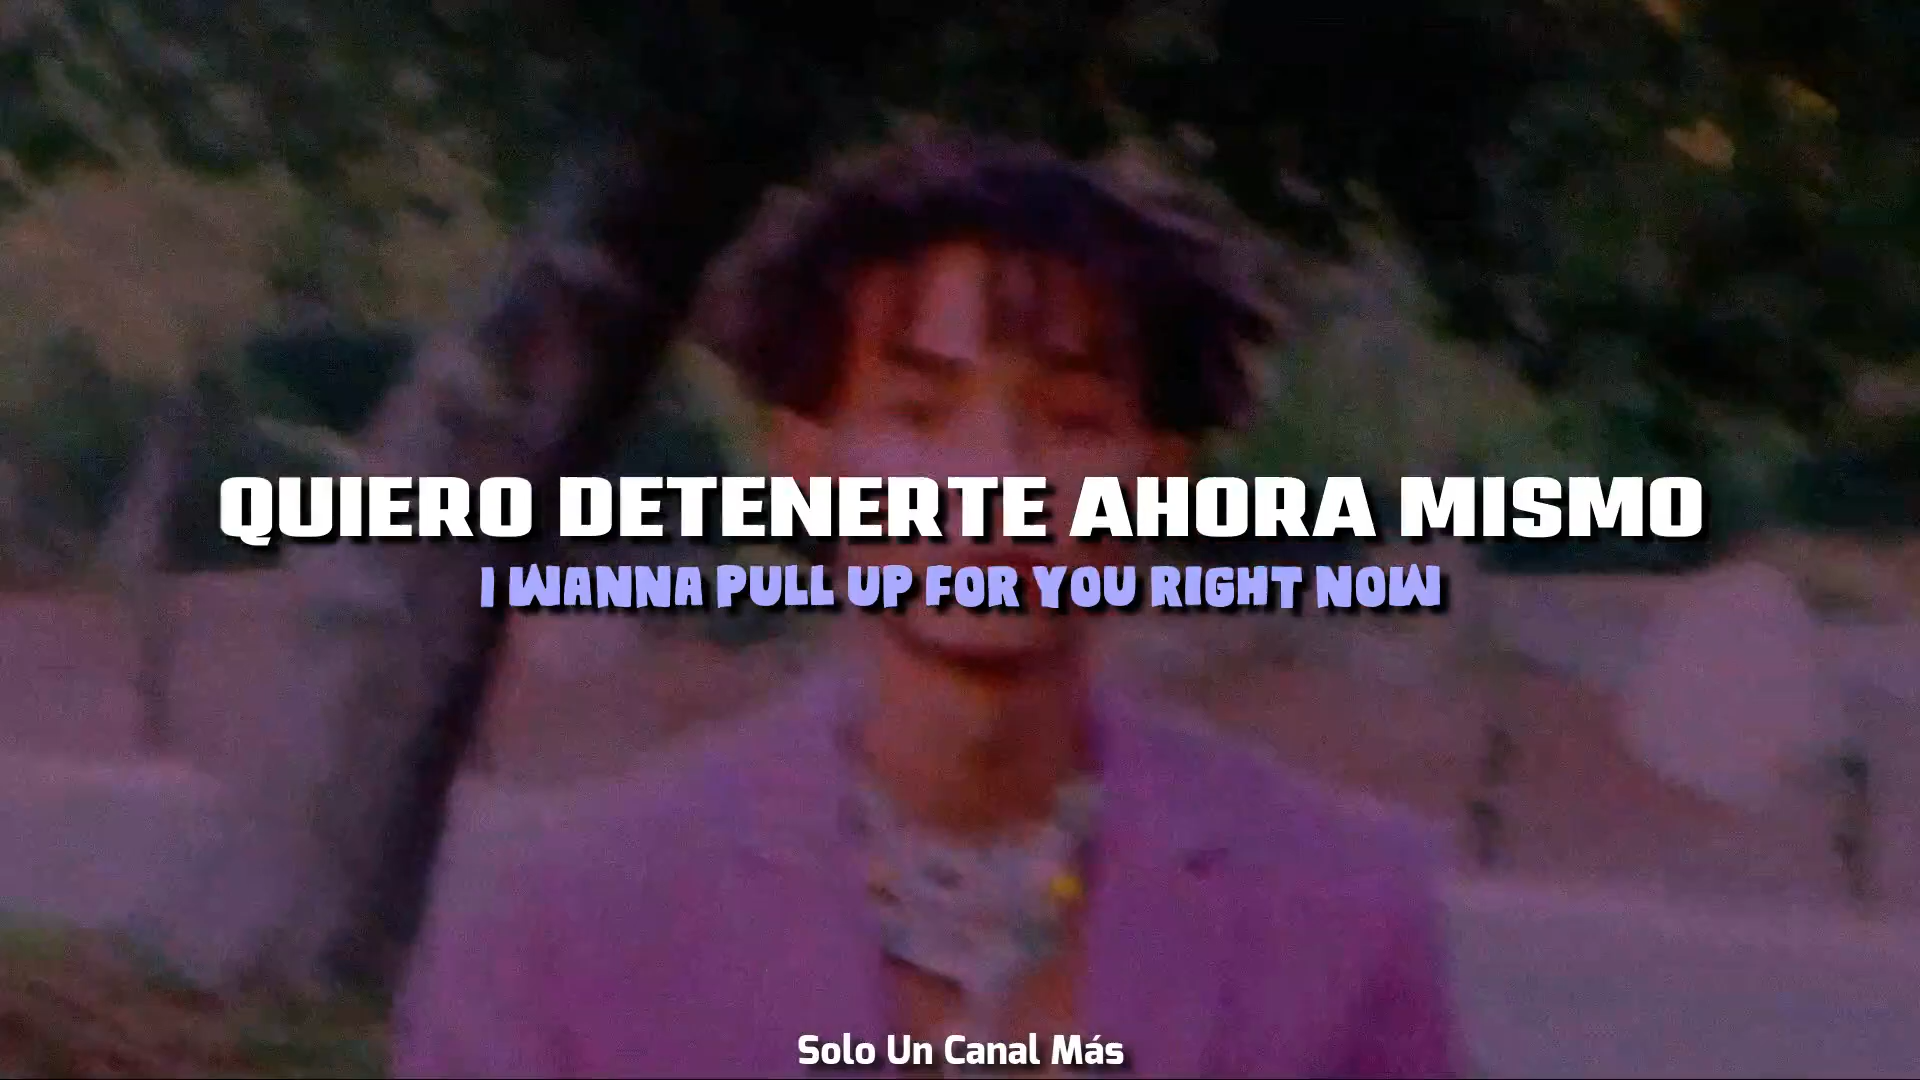 QUIERO DETENERTE AHORA MISMO
I WANNA PULL UP FOR YOU RIGHT NOW
Solo Un Canal Más